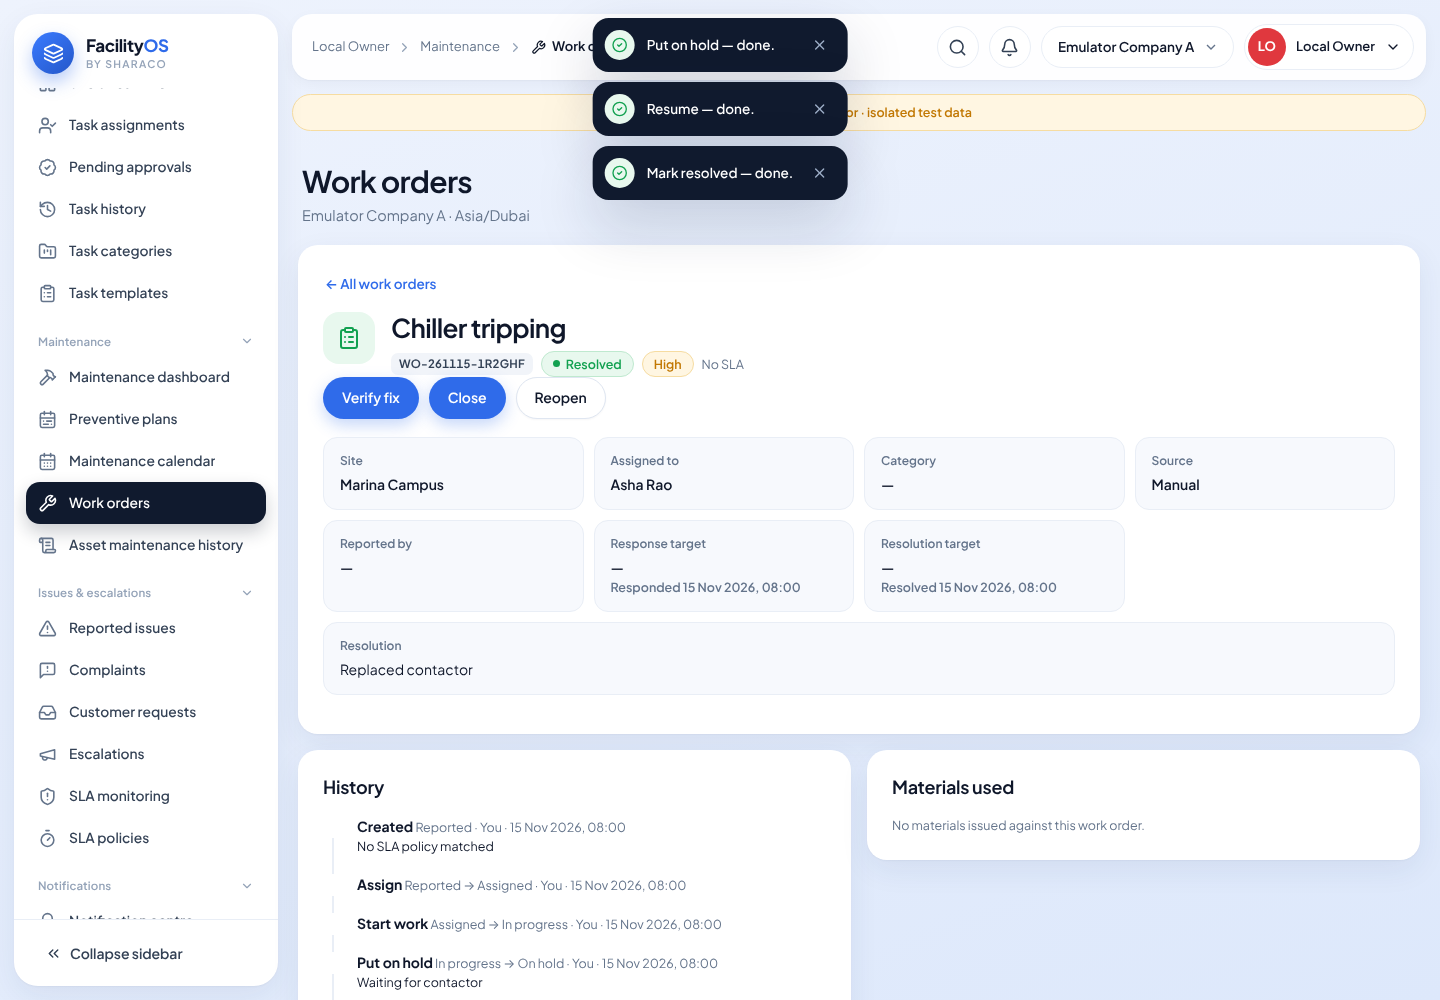 FacilityOS
BY SHARACO
Task assignments
Pending approvals
Task history
Task categories
Task templates
Maintenance
Maintenance dashboard
Preventive plans
Maintenance calendar
Work orders
Asset maintenance history
Issues & escalations
Reported issues
Complaints
Customer requests
Escalations
SLA monitoring
SLA policies
Notifications
Collapse sidebar
Local Owner
Maintenance
Emulator Company A
LO
Local Owner
Put on hold — done.
Resume — done.
Mark resolved — done.
· isolated test data
Work orders
Emulator Company A · Asia/Dubai
← All work orders
Chiller tripping
WO-261115-1R2GHF
Resolved
High
No SLA
Verify fix
Close
Reopen
Site
Marina Campus
Assigned to
Asha Rao
Category
—
Source
Manual
Reported by
—
Response target
—
Responded 15 Nov 2026, 08:00
Resolution target
—
Resolved 15 Nov 2026, 08:00
Resolution
Replaced contactor
History
Created Reported · You · 15 Nov 2026, 08:00
No SLA policy matched
Assign Reported → Assigned · You · 15 Nov 2026, 08:00
Start work Assigned → In progress · You · 15 Nov 2026, 08:00
Put on hold In progress → On hold · You · 15 Nov 2026, 08:00
Waiting for contactor
Materials used
No materials issued against this work order.